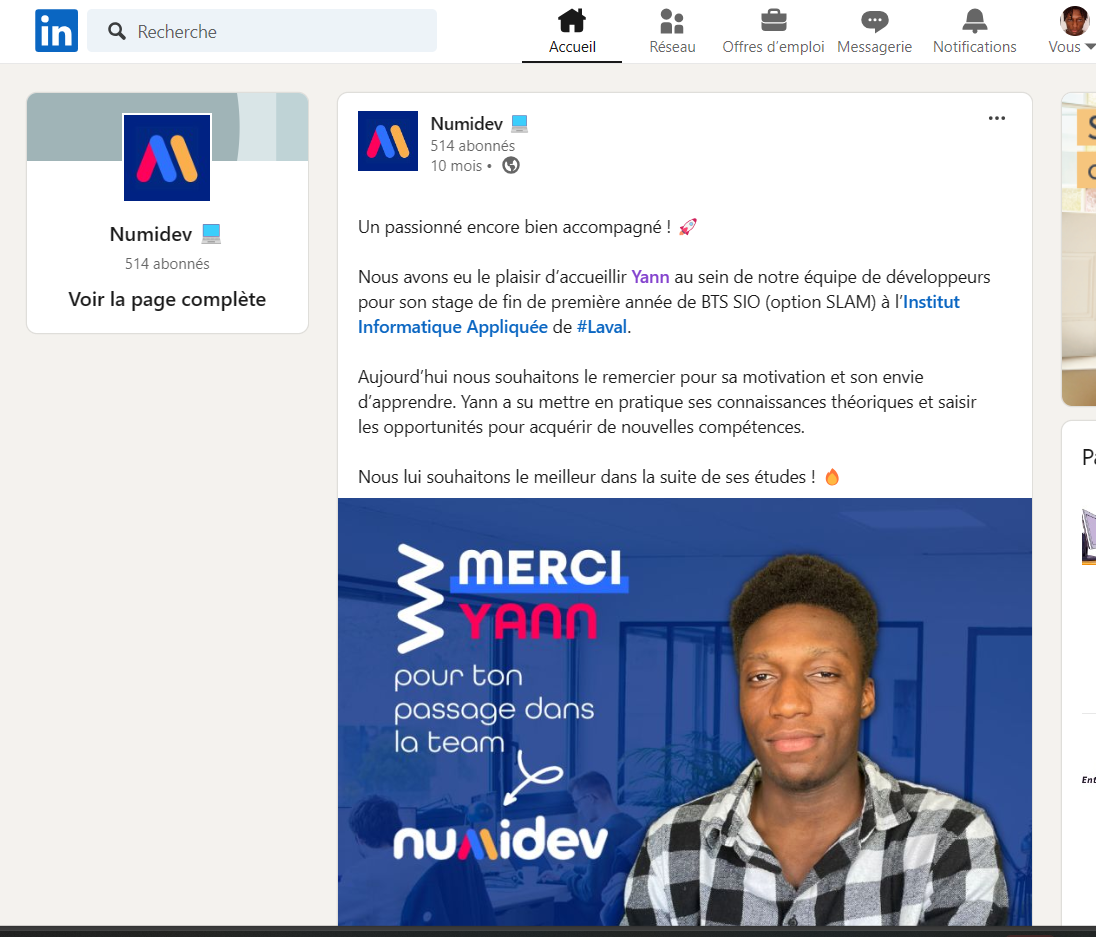 in
Recherche
Accueil
Réseau
Offres d'emploi
Messagerie
Notifications
Vous
Numidev
514 abonnés
Voir la page complète
Numidev
514 abonnés
10 mois •
Un passionné encore bien accompagné !
Nous avons eu le plaisir d’accueillir Yann au sein de notre équipe de développeurs
pour son stage de fin de première année de BTS SIO (option SLAM) à l’Institut
Informatique Appliquée de #Laval.
Aujourd’hui nous souhaitons le remercier pour sa motivation et son envie
d’apprendre. Yann a su mettre en pratique ses connaissances théoriques et saisir
les opportunités pour acquérir de nouvelles compétences.
Nous lui souhaitons le meilleur dans la suite de ses études !
MERCI
YANN
pour ton
passage dans
la team
numidev
Pa
Ent